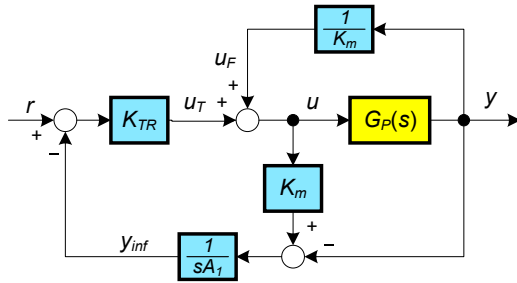 1
K_m
u_F
+
r
+
−
K_TR
u_T
+
u
G_P(s)
y
K_m
+
−
y_inf
1
sA_1